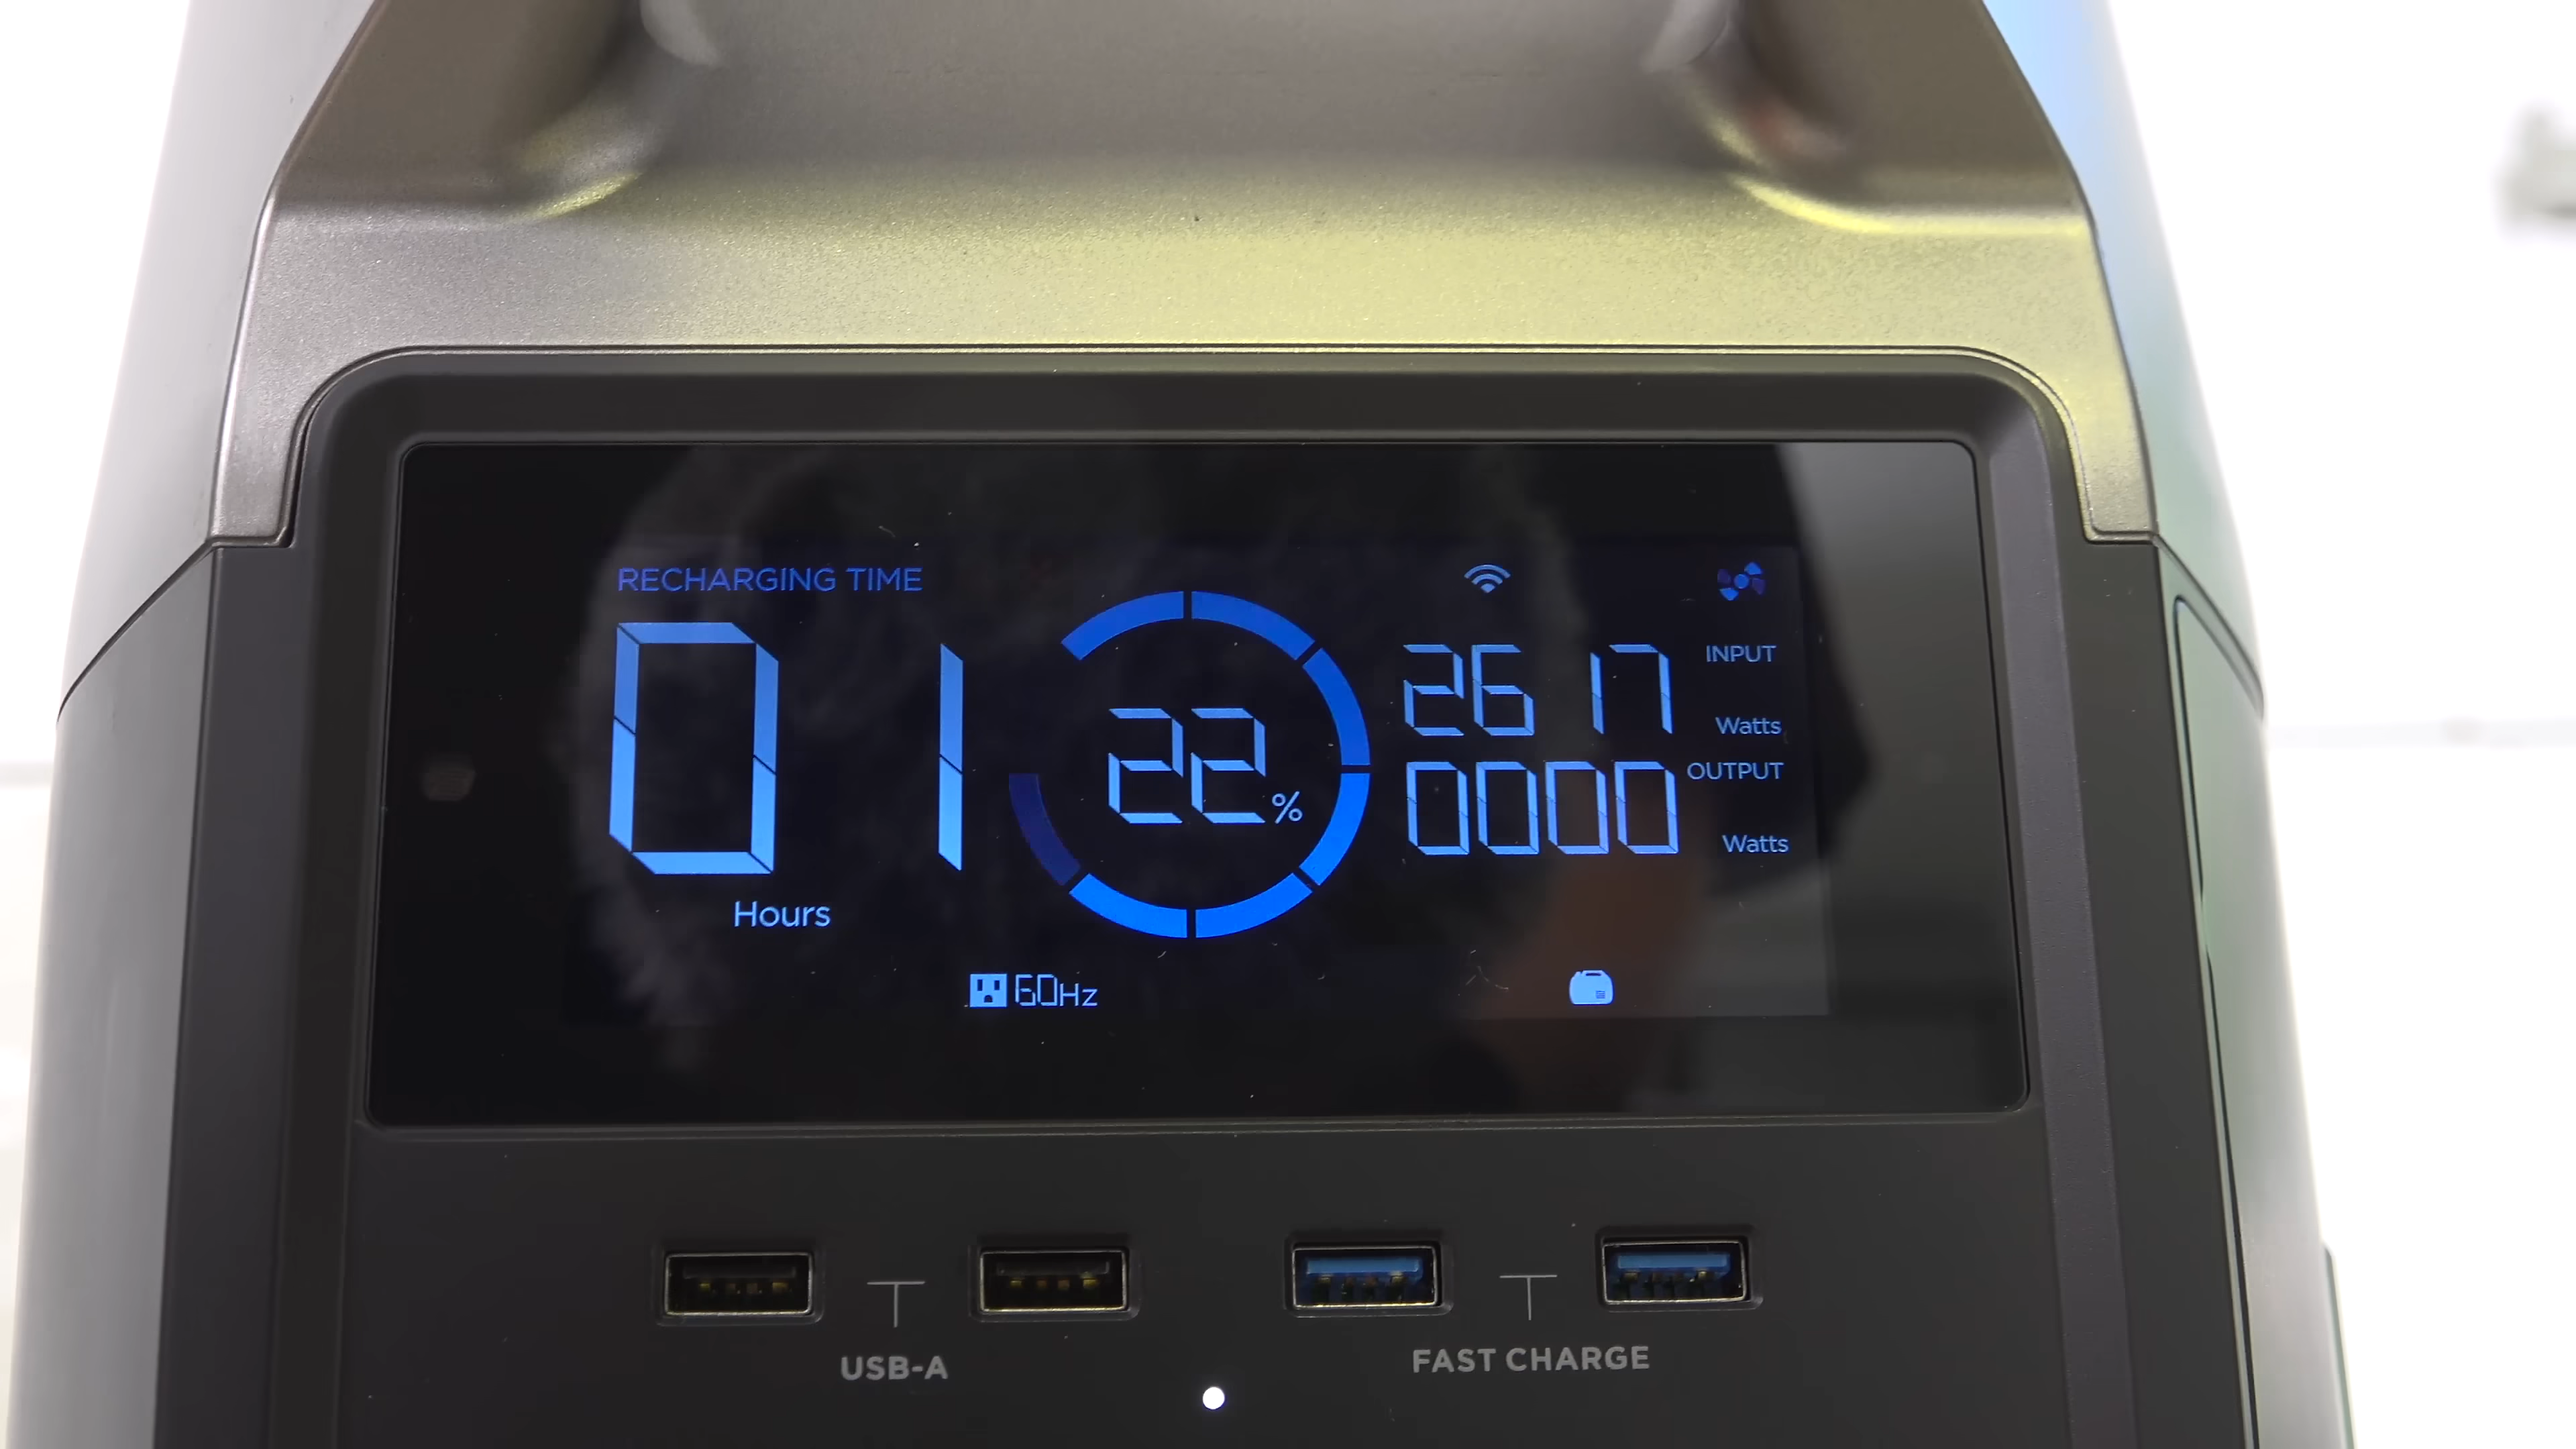 RECHARGING TIME
01
Hours
22%
2617
INPUT
Watts
0000
OUTPUT
Watts
60Hz
USB-A
FAST CHARGE